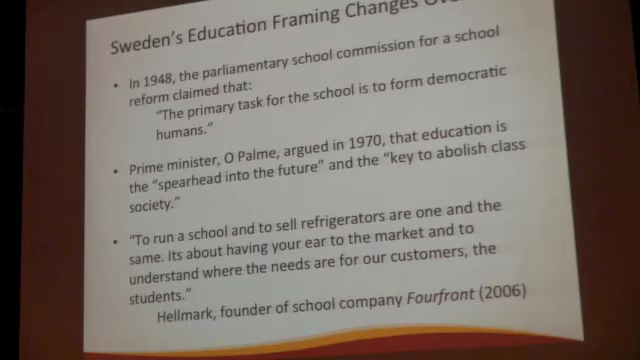 Sweden's Education Framing Changes
• In 1948, the parliamentary school commission for a school
reform claimed that:
"The primary task for the school is to form democratic
humans."
• Prime minister, O Palme, argued in 1970, that education is
the "spearhead into the future" and the "key to abolish class
society."
• "To run a school and to sell refrigerators are one and the
same. Its about having your ear to the market and to
understand where the needs are for our customers, the
students."
Hellmark, founder of school company Fourfront (2006)